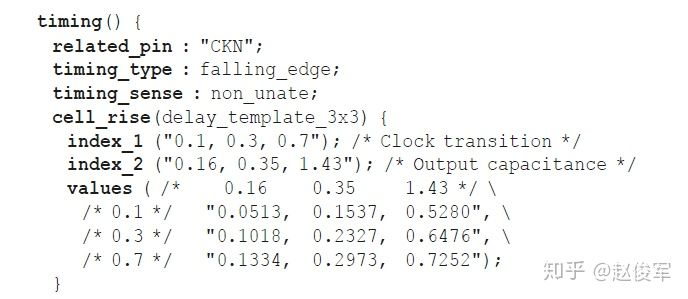 timing() {
related_pin : "CKN";
timing_type : falling_edge;
timing_sense : non_unate;
cell_rise(delay_template_3x3) {
index_1 ("0.1, 0.3, 0.7"); /* Clock transition */
index_2 ("0.16, 0.35, 1.43"); /* Output capacitance */
values ( /* 0.16 0.35 1.43 */ \
/* 0.1 */ "0.0513, 0.1537, 0.5280", \
/* 0.3 */ "0.1018, 0.2327, 0.6476", \
/* 0.7 */ "0.1334, 0.2973, 0.7252");
}
知乎 @赵俊军